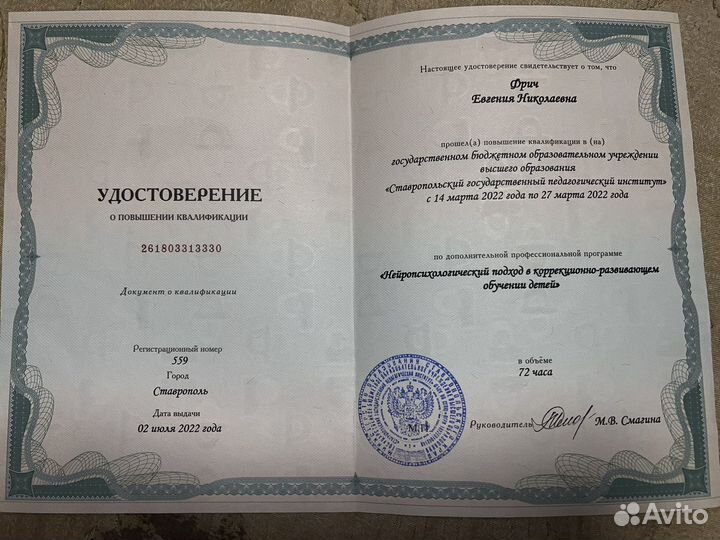 УДОСТОВЕРЕНИЕ
О ПОВЫШЕНИИ КВАЛИФИКАЦИИ
261803313330
Документ о квалификации
Регистрационный номер
559
Город
Ставрополь
Дата выдачи
02 июля 2022 года
Настоящее удостоверение свидетельствует о том, что
Фрич
Евгения Николаевна
прошел(а) повышение квалификации в (на)
государственном бюджетном образовательном учреждении
высшего образования
«Ставропольский государственный педагогический институт»
с 14 марта 2022 года по 27 марта 2022 года
по дополнительной профессиональной программе
«Нейропсихологический подход в коррекционно-развивающем
обучении детей»
в объёме
72 часа
М.П.
Руководитель
М.В. Смагина
Avito